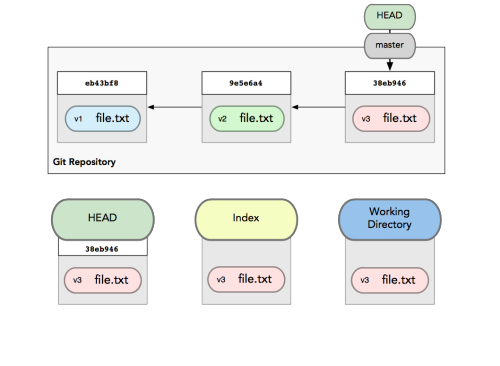 HEAD
master
eb43bf8
9e5e6a4
38eb946
v1 file.txt
v2 file.txt
v3 file.txt
Git Repository
HEAD
Index
Working
Directory
38eb946
v3 file.txt
v3 file.txt
v3 file.txt